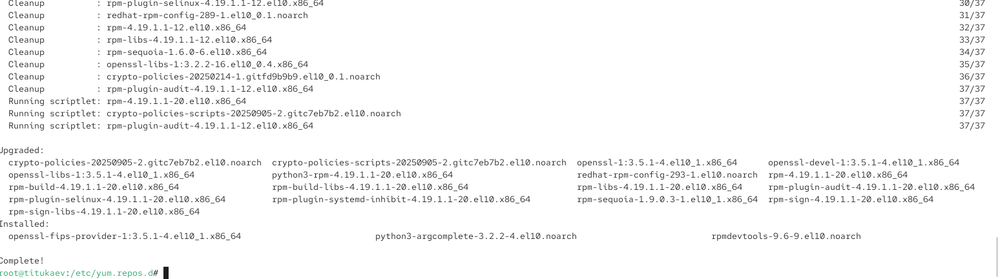 Cleanup : rpm-plugin-selinux-4.19.1.1-12.el10.x86_64 30/37
Cleanup : redhat-rpm-config-289-1.el10_0.1.noarch 31/37
Cleanup : rpm-4.19.1.1-12.el10.x86_64 32/37
Cleanup : rpm-libs-4.19.1.1-12.el10.x86_64 33/37
Cleanup : rpm-sequoia-1.6.0-6.el10.x86_64 34/37
Cleanup : openssl-libs-1:3.2.2-16.el10_0.4.x86_64 35/37
Cleanup : crypto-policies-20250214-1.gitfd9b9b9.el10_0.1.noarch 36/37
Cleanup : rpm-plugin-audit-4.19.1.1-12.el10.x86_64 37/37
Running scriptlet: rpm-4.19.1.1-20.el10.x86_64 37/37
Running scriptlet: crypto-policies-scripts-20250905-2.gitc7eb7b2.el10.noarch 37/37
Running scriptlet: rpm-plugin-audit-4.19.1.1-12.el10.x86_64 37/37
Upgraded:
crypto-policies-20250905-2.gitc7eb7b2.el10.noarch crypto-policies-scripts-20250905-2.gitc7eb7b2.el10.noarch openssl-1:3.5.1-4.el10_1.x86_64 openssl-devel-1:3.5.1-4.el10_1.x86_64
openssl-libs-1:3.5.1-4.el10_1.x86_64 python3-rpm-4.19.1.1-20.el10.x86_64 redhat-rpm-config-293-1.el10.noarch rpm-4.19.1.1-20.el10.x86_64
rpm-build-4.19.1.1-20.el10.x86_64 rpm-build-libs-4.19.1.1-20.el10.x86_64 rpm-libs-4.19.1.1-20.el10.x86_64 rpm-plugin-audit-4.19.1.1-20.el10.x86_64
rpm-plugin-selinux-4.19.1.1-20.el10.x86_64 rpm-plugin-systemd-inhibit-4.19.1.1-20.el10.x86_64 rpm-sequoia-1.9.0.3-1.el10_1.x86_64 rpm-sign-4.19.1.1-20.el10.x86_64
rpm-sign-libs-4.19.1.1-20.el10.x86_64
Installed:
openssl-fips-provider-1:3.5.1-4.el10_1.x86_64 python3-argcomplete-3.2.2-4.el10.noarch rpmdevtools-9.6-9.el10.noarch
Complete!
root@titukaev:/etc/yum.repos.d#